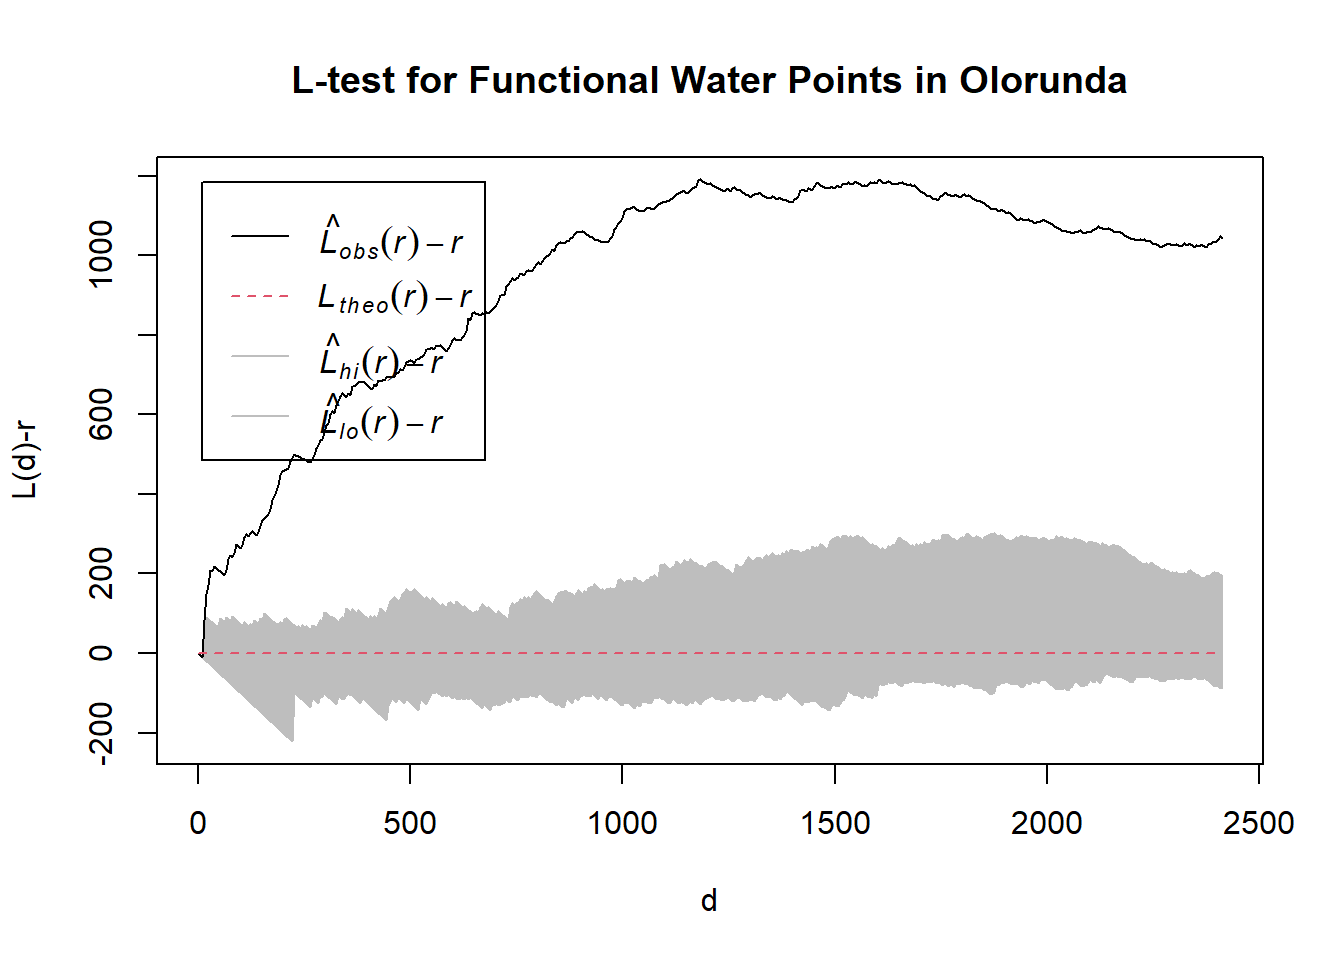 L-test for Functional Water Points in Olorunda
L̂obs(r) – r
Ltheo(r) – r
L̂hi(r) – r
L̂lo(r) – r
L(d)-r
1000
600
200
0
-200
0 500 1000 1500 2000 2500
d